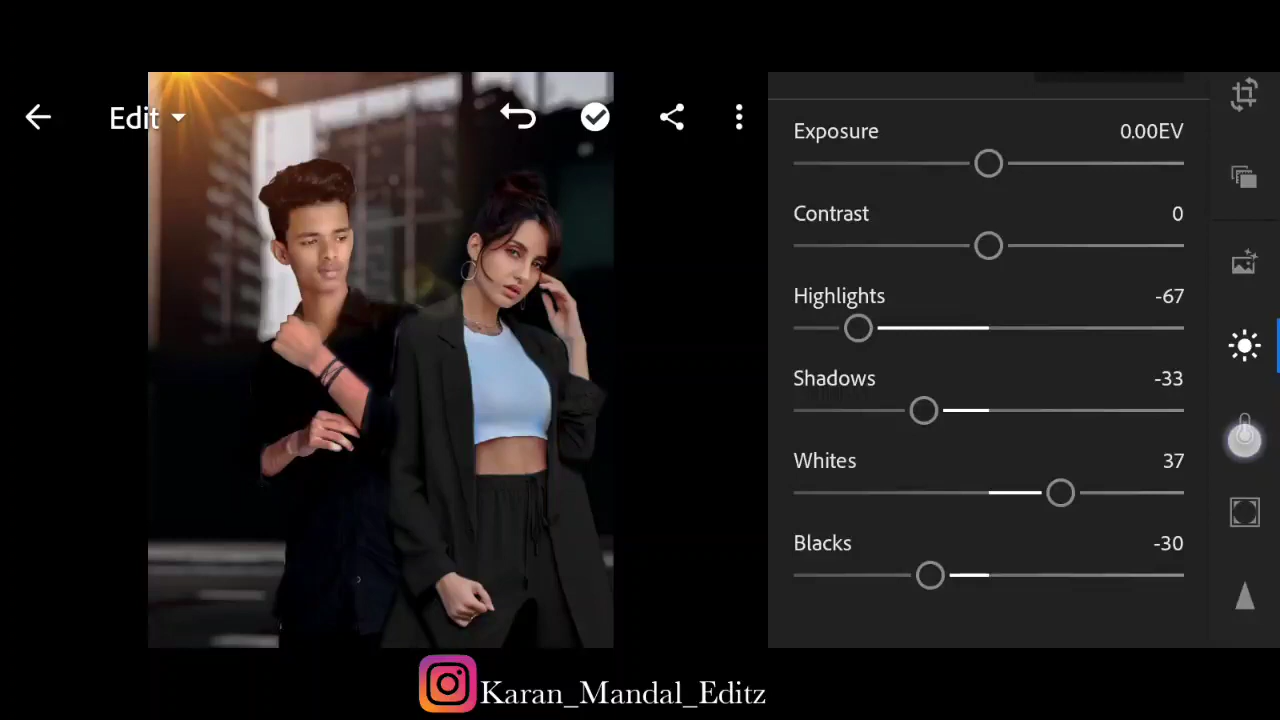 Edit
Exposure 0.00EV
Contrast 0
Highlights -67
Shadows -33
Whites 37
Blacks -30
Karan_Mandal_Editz